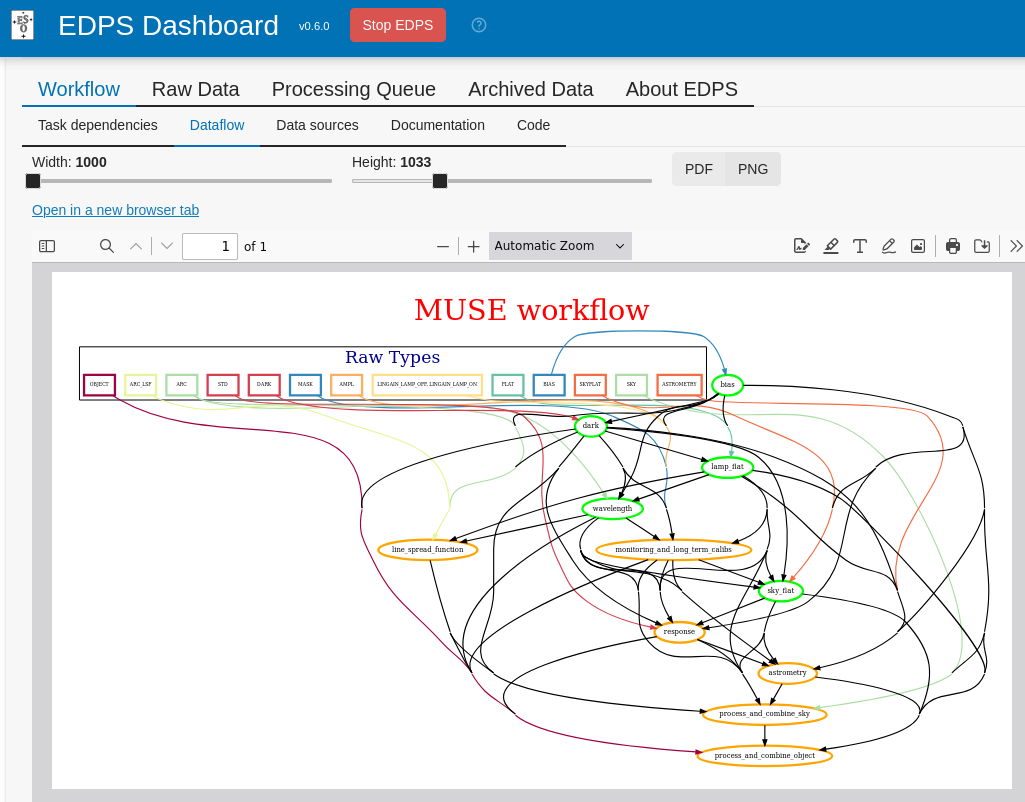 ES
O
EDPS Dashboard v0.6.0 Stop EDPS ?
Workflow Raw Data Processing Queue Archived Data About EDPS
Task dependencies Dataflow Data sources Documentation Code
Width: 1000 Height: 1033 PDF PNG
Open in a new browser tab
1 of 1 Automatic Zoom
MUSE workflow
Raw Types
OBJECT ARC_LSF ARC STD DARK MASK AMPL LINGAIN_LAMP_OFF, LINGAIN_LAMP_ON FLAT BIAS SKYFLAT SKY ASTROMETRY bias
dark
lamp_flat
wavelength
line_spread_function monitoring_and_long_term_calibs
sky_flat
response
astrometry
process_and_combine_sky
process_and_combine_object